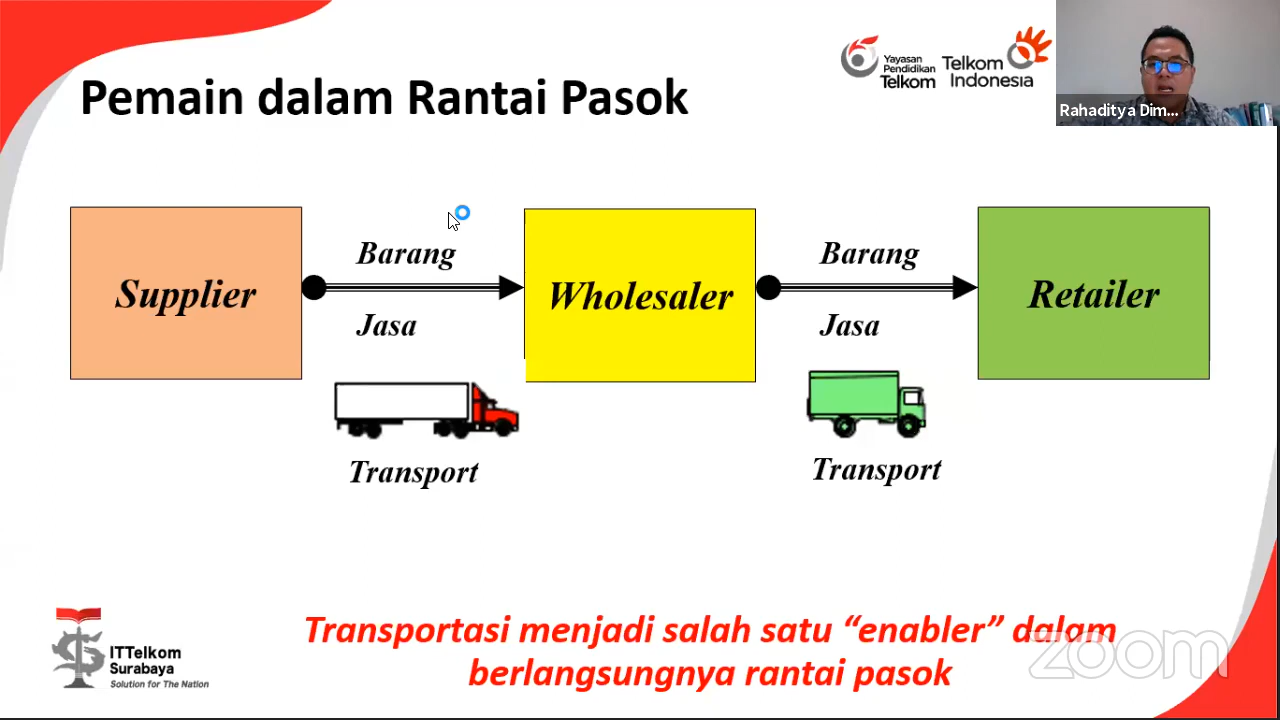 Pemain dalam Rantai Pasok
Yayasan
Pendidikan
Telkom
Telkom
Indonesia
Rahaditya Dim...
Supplier
Barang
Jasa
Transport
Wholesaler
Barang
Jasa
Transport
Retailer
Transportasi menjadi salah satu “enabler” dalam
berlangsungnya rantai pasok
ITTelkom
Surabaya
Solution for The Nation
zoom